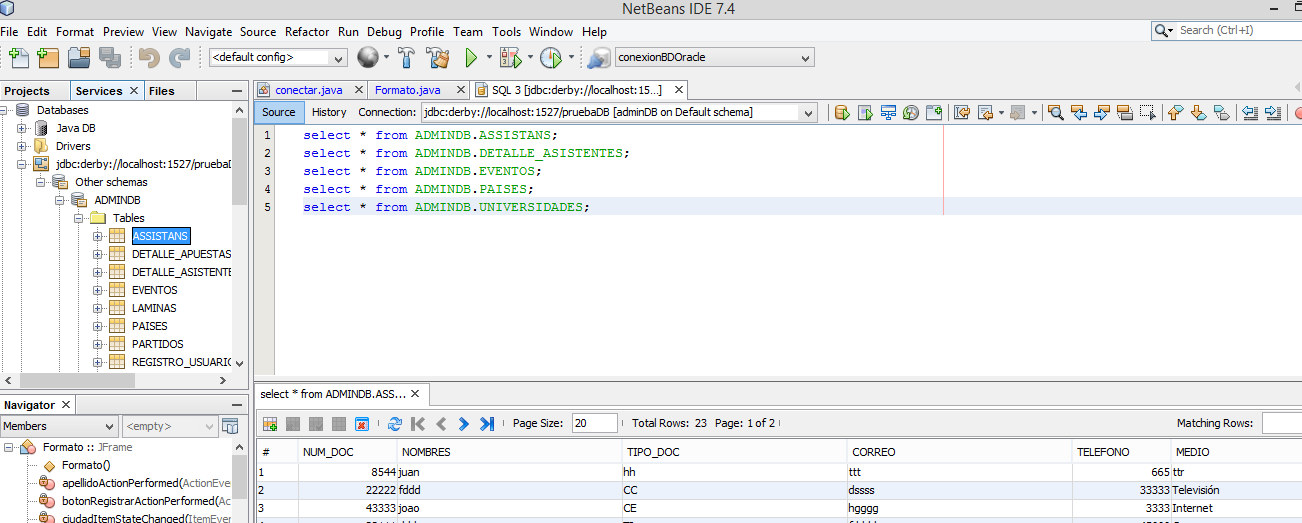 NetBeans IDE 7.4
File Edit Format Preview View Navigate Source Refactor Run Debug Profile Team Tools Window Help
Search (Ctrl+I)
<default config> conexionBDOracle
Projects Services Files
conectar.java Formato.java SQL 3 [jdbc:derby://localhost:15...]
Source History Connection: jdbc:derby://localhost:1527/pruebaDB [adminDB on Default schema]
Databases
Java DB
Drivers
jdbc:derby://localhost:1527/prueba
Other schemas
ADMINDB
Tables
ASSISTANS
DETALLE_APUESTAS
DETALLE_ASISTENTE
EVENTOS
LAMINAS
PAISES
PARTIDOS
REGISTRO_USUARIO
1 select * from ADMINDB.ASSISTANS;
2 select * from ADMINDB.DETALLE_ASISTENTES;
3 select * from ADMINDB.EVENTOS;
4 select * from ADMINDB.PAISES;
5 select * from ADMINDB.UNIVERSIDADES;
Navigator
Members <empty>
Formato :: JFrame
Formato()
apellidoActionPerformed(ActionEve
botonRegistrarActionPerformed(Ac
ciudadItemStateChanged(ItemEven
select * from ADMINDB.ASS...
Page Size: 20 Total Rows: 23 Page: 1 of 2 Matching Rows:
# NUM_DOC NOMBRES TIPO_DOC CORREO TELEFONO MEDIO
1 8544 juan hh ttt 665 ttr
2 22222 fddd CC dssss 33333 Televisión
3 43333 joao CE hgggg 3333 Internet